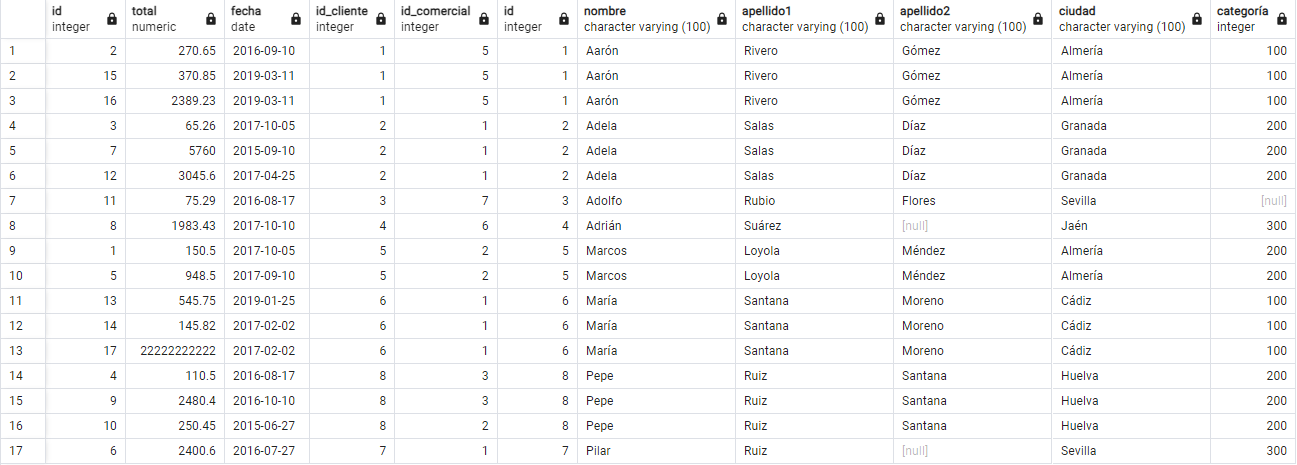 id total fecha id_cliente id_comercial id nombre apellido1 apellido2 ciudad categoría
integer numeric date integer integer integer character varying (100) character varying (100) character varying (100) character varying (100) integer
1 2 270.65 2016-09-10 1 5 1 Aarón Rivero Gómez Almería 100
2 15 370.85 2019-03-11 1 5 1 Aarón Rivero Gómez Almería 100
3 16 2389.23 2019-03-11 1 5 1 Aarón Rivero Gómez Almería 100
4 3 65.26 2017-10-05 2 1 2 Adela Salas Díaz Granada 200
5 7 5760 2015-09-10 2 1 2 Adela Salas Díaz Granada 200
6 12 3045.6 2017-04-25 2 1 2 Adela Salas Díaz Granada 200
7 11 75.29 2016-08-17 3 7 3 Adolfo Rubio Flores Sevilla [null]
8 8 1983.43 2017-10-10 4 6 4 Adrián Suárez [null] Jaén 300
9 1 150.5 2017-10-05 5 2 5 Marcos Loyola Méndez Almería 200
10 5 948.5 2017-09-10 5 2 5 Marcos Loyola Méndez Almería 200
11 13 545.75 2019-01-25 6 1 6 María Santana Moreno Cádiz 100
12 14 145.82 2017-02-02 6 1 6 María Santana Moreno Cádiz 100
13 17 22222222222 2017-02-02 6 1 6 María Santana Moreno Cádiz 100
14 4 110.5 2016-08-17 8 3 8 Pepe Ruiz Santana Huelva 200
15 9 2480.4 2016-10-10 8 3 8 Pepe Ruiz Santana Huelva 200
16 10 250.45 2015-06-27 8 2 8 Pepe Ruiz Santana Huelva 200
17 6 2400.6 2016-07-27 7 1 7 Pilar Ruiz [null] Sevilla 300